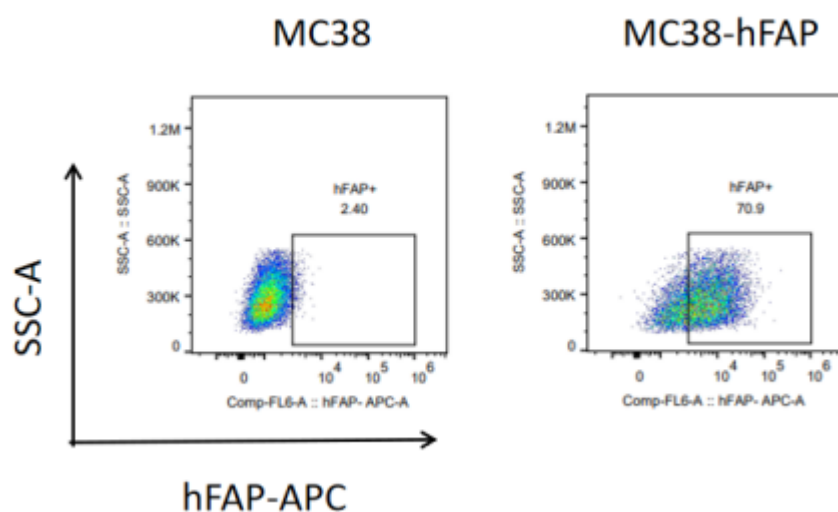 MC38
MC38-hFAP
1.2M
900K
600K
300K
0
SSC-A :: SSC-A
hFAP+
2.40
0
10^4
10^5
10^6
Comp-FL6-A :: hFAP- APC-A
1.2M
900K
600K
300K
0
SSC-A :: SSC-A
hFAP+
70.9
0
10^4
10^5
10^6
Comp-FL6-A :: hFAP- APC-A
SSC-A
hFAP-APC